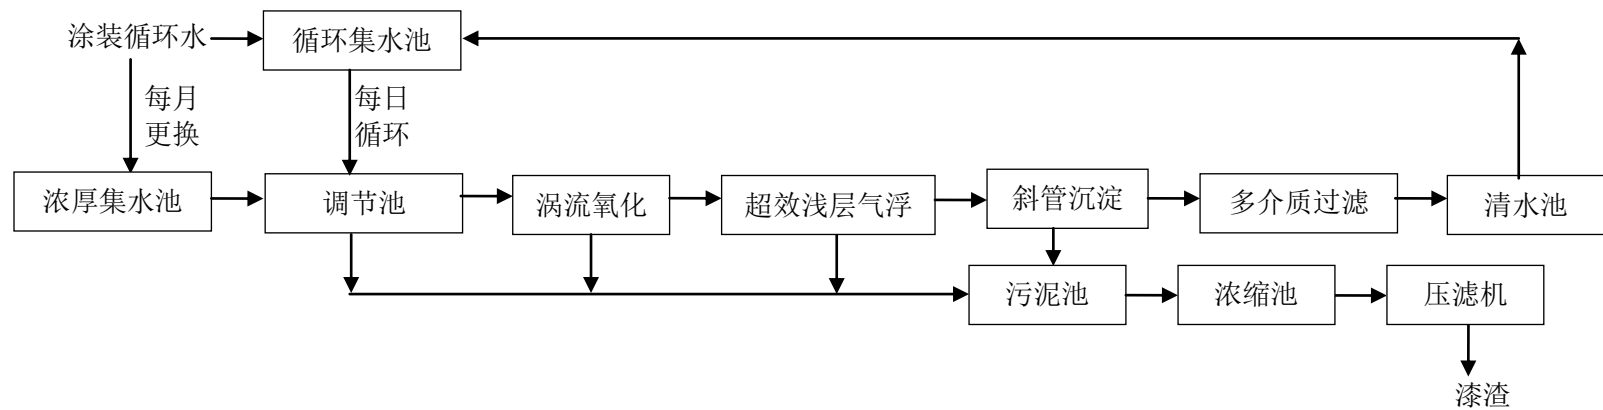 涂装循环水
循环集水池
每月
更换
每日
循环
浓厚集水池
调节池
涡流氧化
超效浅层气浮
斜管沉淀
多介质过滤
清水池
污泥池
浓缩池
压滤机
漆渣